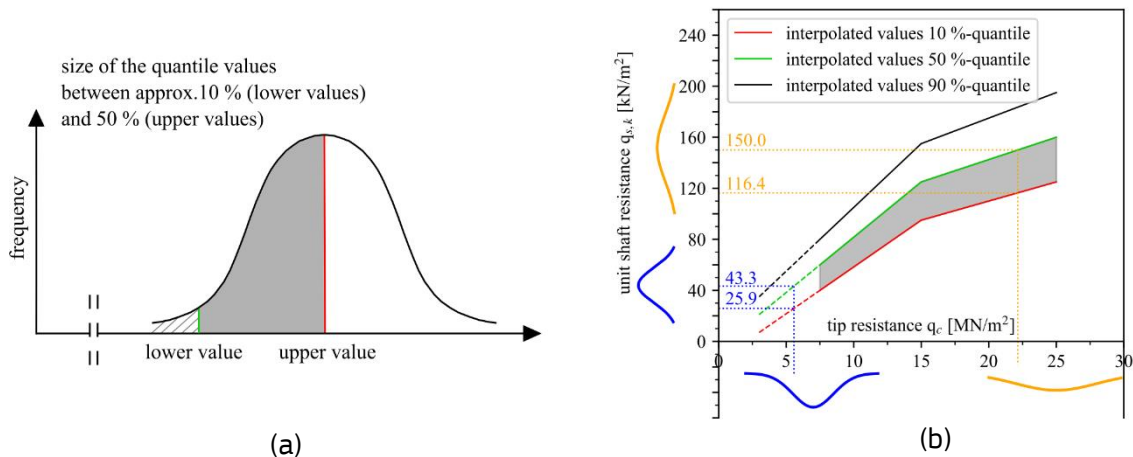 size of the quantile values
between approx.10 % (lower values)
and 50 % (upper values)
frequency
lower value
upper value
(a)
unit shaft resistance q_{s,k} [kN/m²]
260
240
200
160
120
80
40
0
interpolated values 10 %-quantile
interpolated values 50 %-quantile
interpolated values 90 %-quantile
150.0
116.4
43.3
25.9
tip resistance q_c [MN/m²]
0 5 10 15 20 25 30
(b)